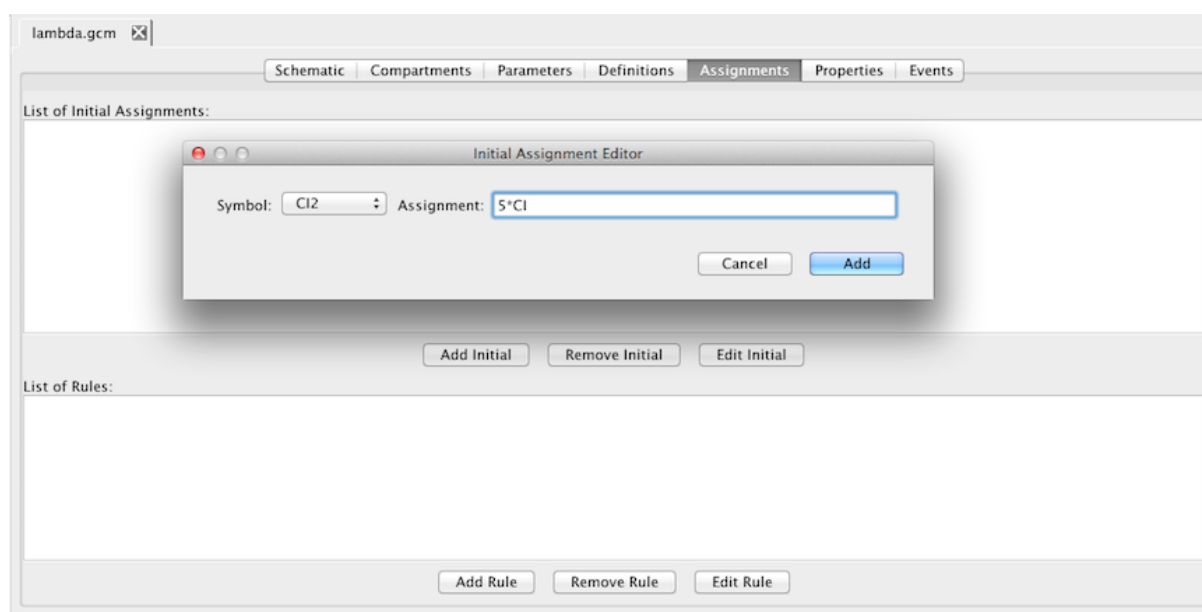 lambda.gcm
Schematic Compartments Parameters Definitions Assignments Properties Events
List of Initial Assignments:
Initial Assignment Editor
Symbol: CI2 Assignment: 5*CI
Cancel Add
Add Initial Remove Initial Edit Initial
List of Rules:
Add Rule Remove Rule Edit Rule